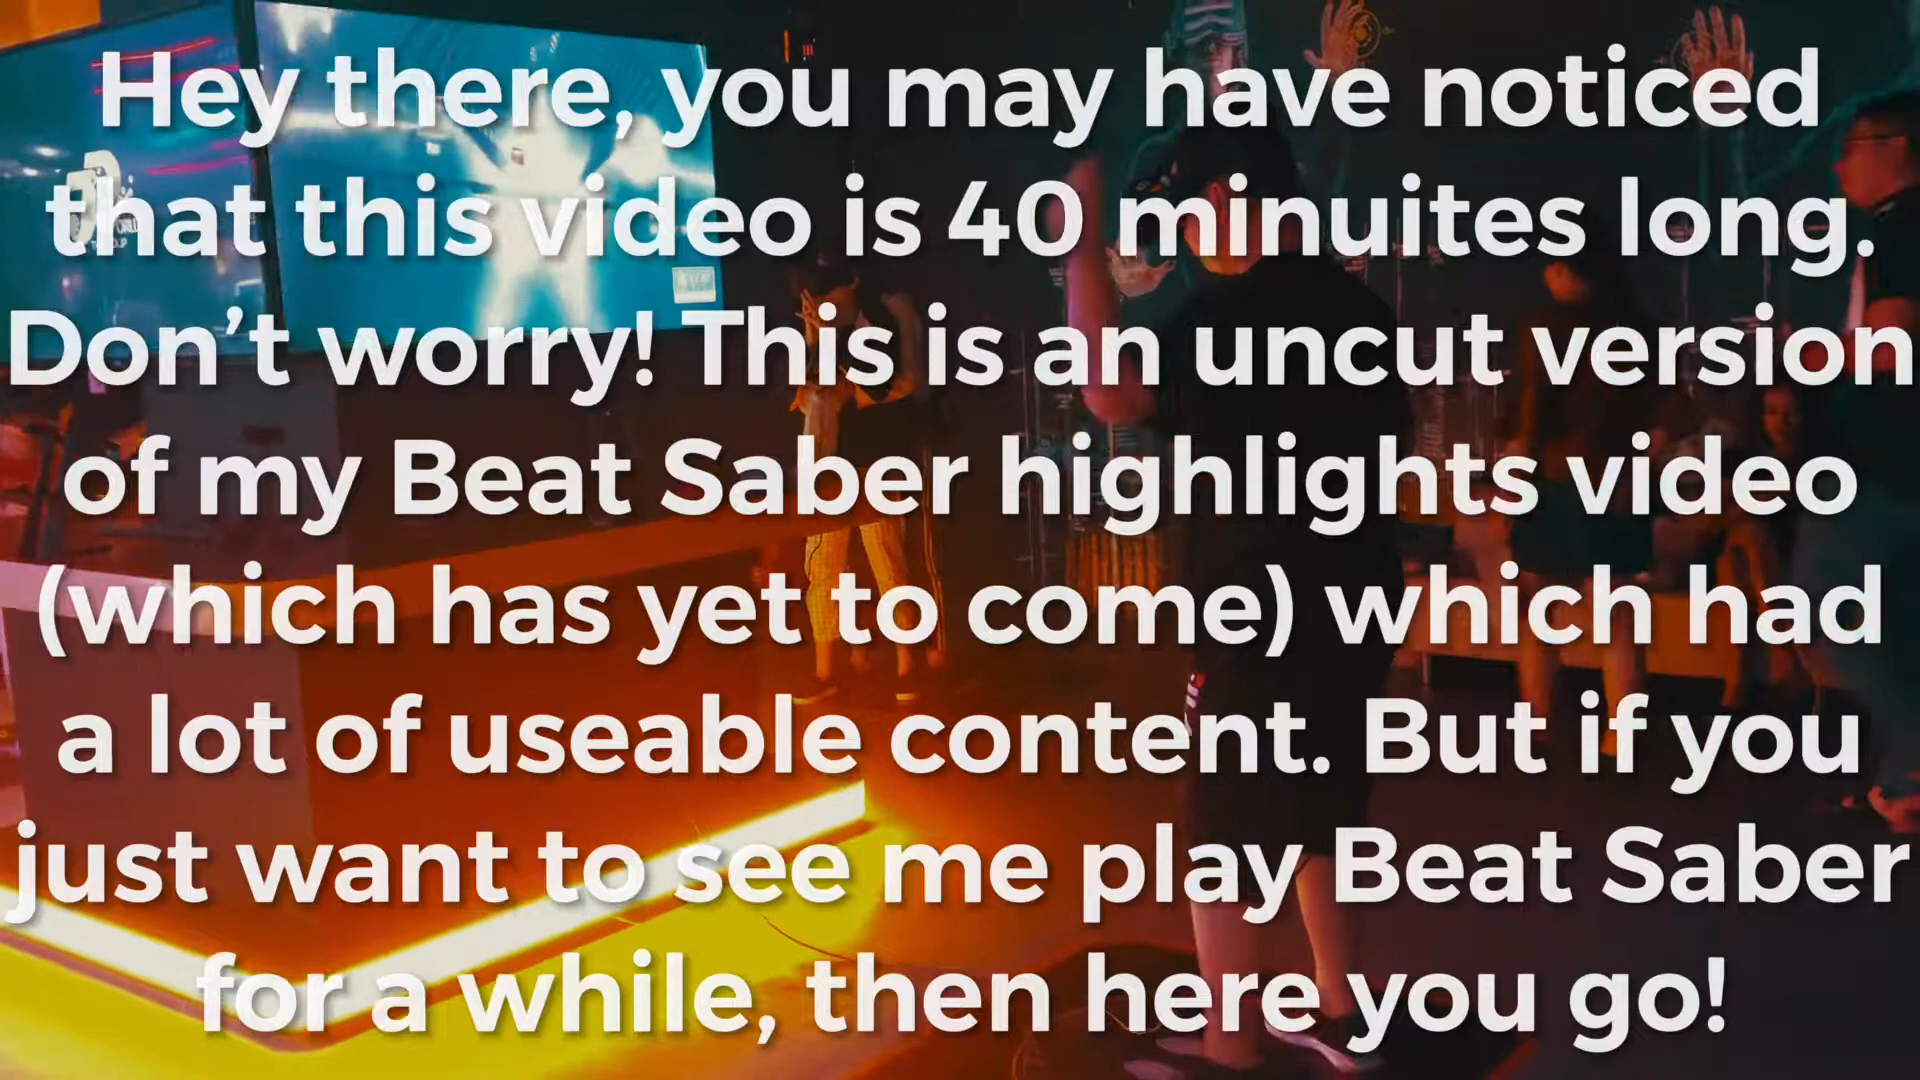 Hey there, you may have noticed
that this video is 40 minuites long.
Don’t worry! This is an uncut version
of my Beat Saber highlights video
(which has yet to come) which had
a lot of useable content. But if you
just want to see me play Beat Saber
for a while, then here you go!